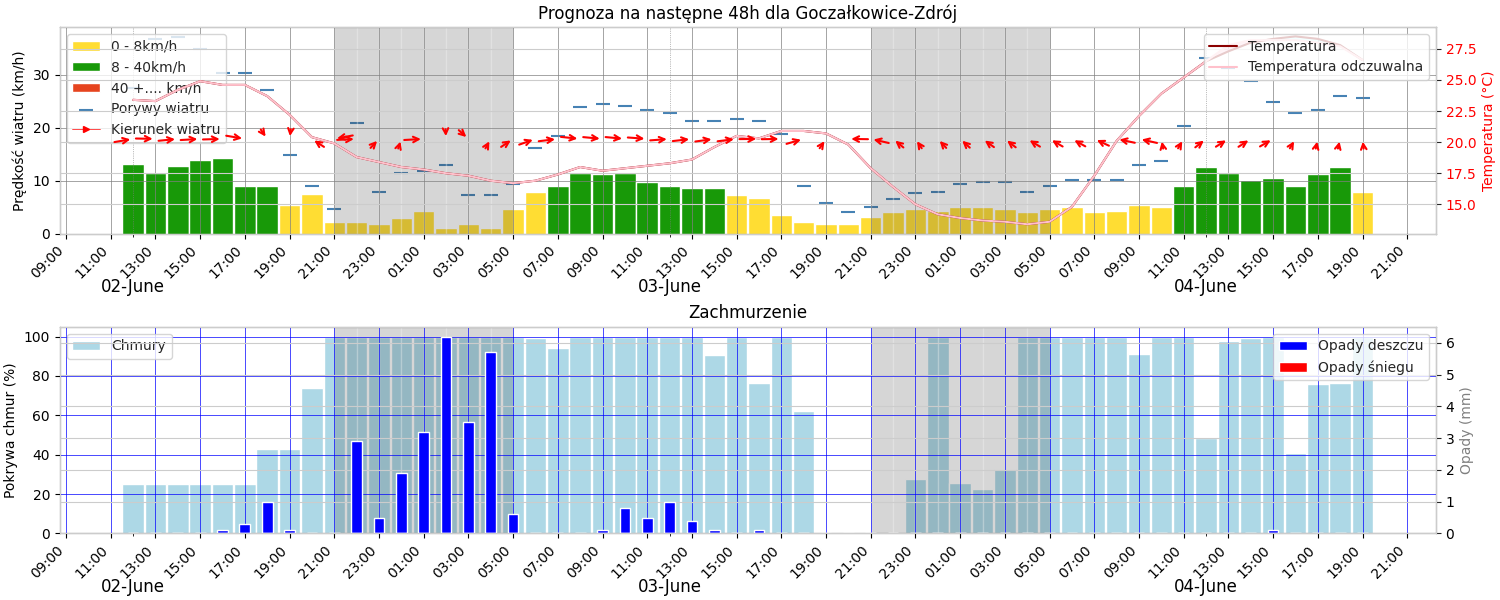 Prognoza na następne 48h dla Goczałkowice-Zdrój
0 - 8km/h
8 - 40km/h
40 +.... km/h
Porywy wiatru
Kierunek wiatru
Temperatura
Temperatura odczuwalna
Prędkość wiatru (km/h)
30
20
10
0
27.5
25.0
22.5
20.0
17.5
15.0
Temperatura (°C)
09:00 11:00 13:00 15:00 17:00 19:00 21:00 23:00 01:00 03:00 05:00 07:00 09:00 11:00 13:00 15:00 17:00 19:00 21:00 23:00 01:00 03:00 05:00 07:00 09:00 11:00 13:00 15:00 17:00 19:00 21:00
02-June 03-June 04-June
Zachmurzenie
Chmury
Opady deszczu
Opady śniegu
Pokrywa chmur (%)
100
80
60
40
20
0
6
5
4
3
2
1
0
Opady (mm)
09:00 11:00 13:00 15:00 17:00 19:00 21:00 23:00 01:00 03:00 05:00 07:00 09:00 11:00 13:00 15:00 17:00 19:00 21:00 23:00 01:00 03:00 05:00 07:00 09:00 11:00 13:00 15:00 17:00 19:00 21:00
02-June 03-June 04-June